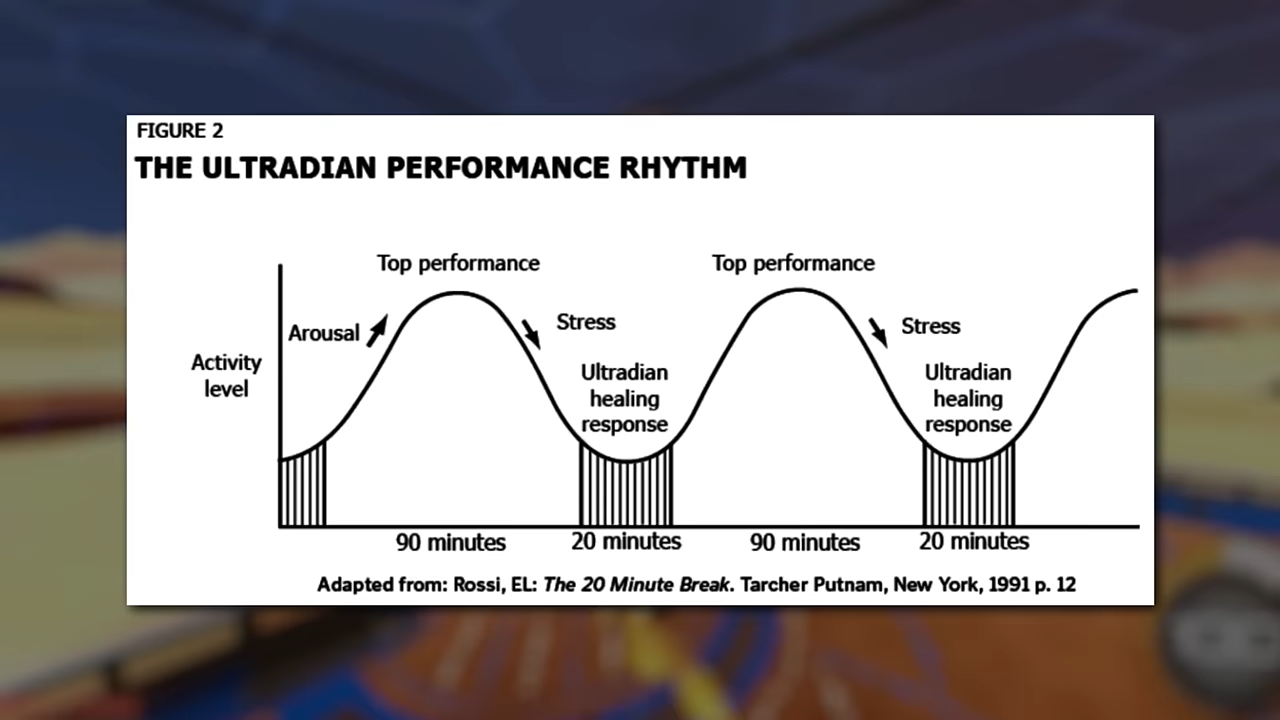 FIGURE 2
THE ULTRADIAN PERFORMANCE RHYTHM
Top performance
Top performance
Arousal
Stress
Stress
Activity
level
Ultradian
healing
response
Ultradian
healing
response
90 minutes
20 minutes
90 minutes
20 minutes
Adapted from: Rossi, EL: The 20 Minute Break. Tarcher Putnam, New York, 1991 p. 12